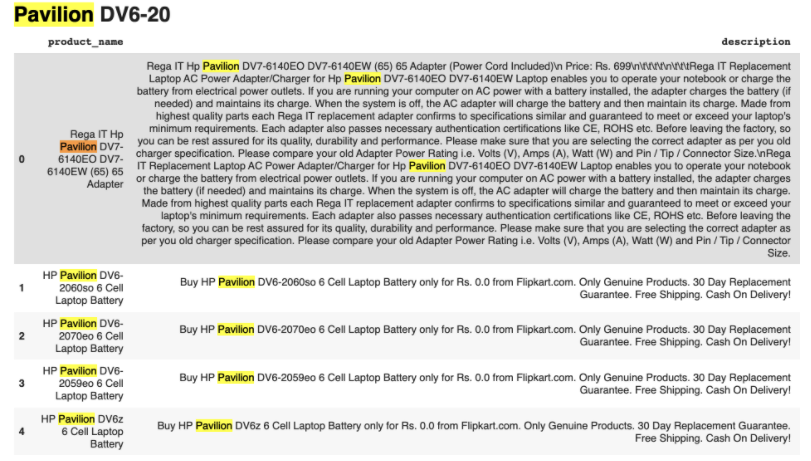 Pavilion DV6-20
product_name description
Rega IT Hp Pavilion DV7-6140EO DV7-6140EW (65) 65 Adapter (Power Cord Included)\n Price: Rs. 699\n\t\t\t\t\n\t\t\tRega IT Replacement
Laptop AC Power Adapter/Charger for Hp Pavilion DV7-6140EO DV7-6140EW Laptop enables you to operate your notebook or charge the
battery from electrical power outlets. If you are running your computer on AC power with a battery installed, the adapter charges the battery (if
needed) and maintains its charge. When the system is off, the AC adapter will charge the battery and then maintain its charge. Made from
highest quality parts each Rega IT replacement adapter confirms to specifications similar and guaranteed to meet or exceed your laptop's
minimum requirements. Each adapter also passes necessary authentication certifications like CE, ROHS etc. Before leaving the factory, so
you can be rest assured for its quality, durability and performance. Please make sure that you are selecting the correct adapter as per you old
charger specification. Please compare your old Adapter Power Rating i.e. Volts (V), Amps (A), Watt (W) and Pin / Tip / Connector Size.\nRega
IT Replacement Laptop AC Power Adapter/Charger for Hp Pavilion DV7-6140EO DV7-6140EW Laptop enables you to operate your notebook
or charge the battery from electrical power outlets. If you are running your computer on AC power with a battery installed, the adapter charges
the battery (if needed) and maintains its charge. When the system is off, the AC adapter will charge the battery and then maintain its charge.
Made from highest quality parts each Rega IT replacement adapter confirms to specifications similar and guaranteed to meet or exceed your
laptop's minimum requirements. Each adapter also passes necessary authentication certifications like CE, ROHS etc. Before leaving the
factory, so you can be rest assured for its quality, durability and performance. Please make sure that you are selecting the correct adapter as
per you old charger specification. Please compare your old Adapter Power Rating i.e. Volts (V), Amps (A), Watt (W) and Pin / Tip / Connector
Size.
0
Rega IT Hp
Pavilion DV7-
6140EO DV7-
6140EW (65) 65
Adapter
1
HP Pavilion DV6-
2060so 6 Cell
Laptop Battery
Buy HP Pavilion DV6-2060so 6 Cell Laptop Battery only for Rs. 0.0 from Flipkart.com. Only Genuine Products. 30 Day Replacement
Guarantee. Free Shipping. Cash On Delivery!
2
HP Pavilion DV6-
2070eo 6 Cell
Laptop Battery
Buy HP Pavilion DV6-2070eo 6 Cell Laptop Battery only for Rs. 0.0 from Flipkart.com. Only Genuine Products. 30 Day Replacement
Guarantee. Free Shipping. Cash On Delivery!
3
HP Pavilion DV6-
2059eo 6 Cell
Laptop Battery
Buy HP Pavilion DV6-2059eo 6 Cell Laptop Battery only for Rs. 0.0 from Flipkart.com. Only Genuine Products. 30 Day Replacement
Guarantee. Free Shipping. Cash On Delivery!
4
HP Pavilion DV6z
6 Cell Laptop
Battery
Buy HP Pavilion DV6z 6 Cell Laptop Battery only for Rs. 0.0 from Flipkart.com. Only Genuine Products. 30 Day Replacement Guarantee.
Free Shipping. Cash On Delivery!